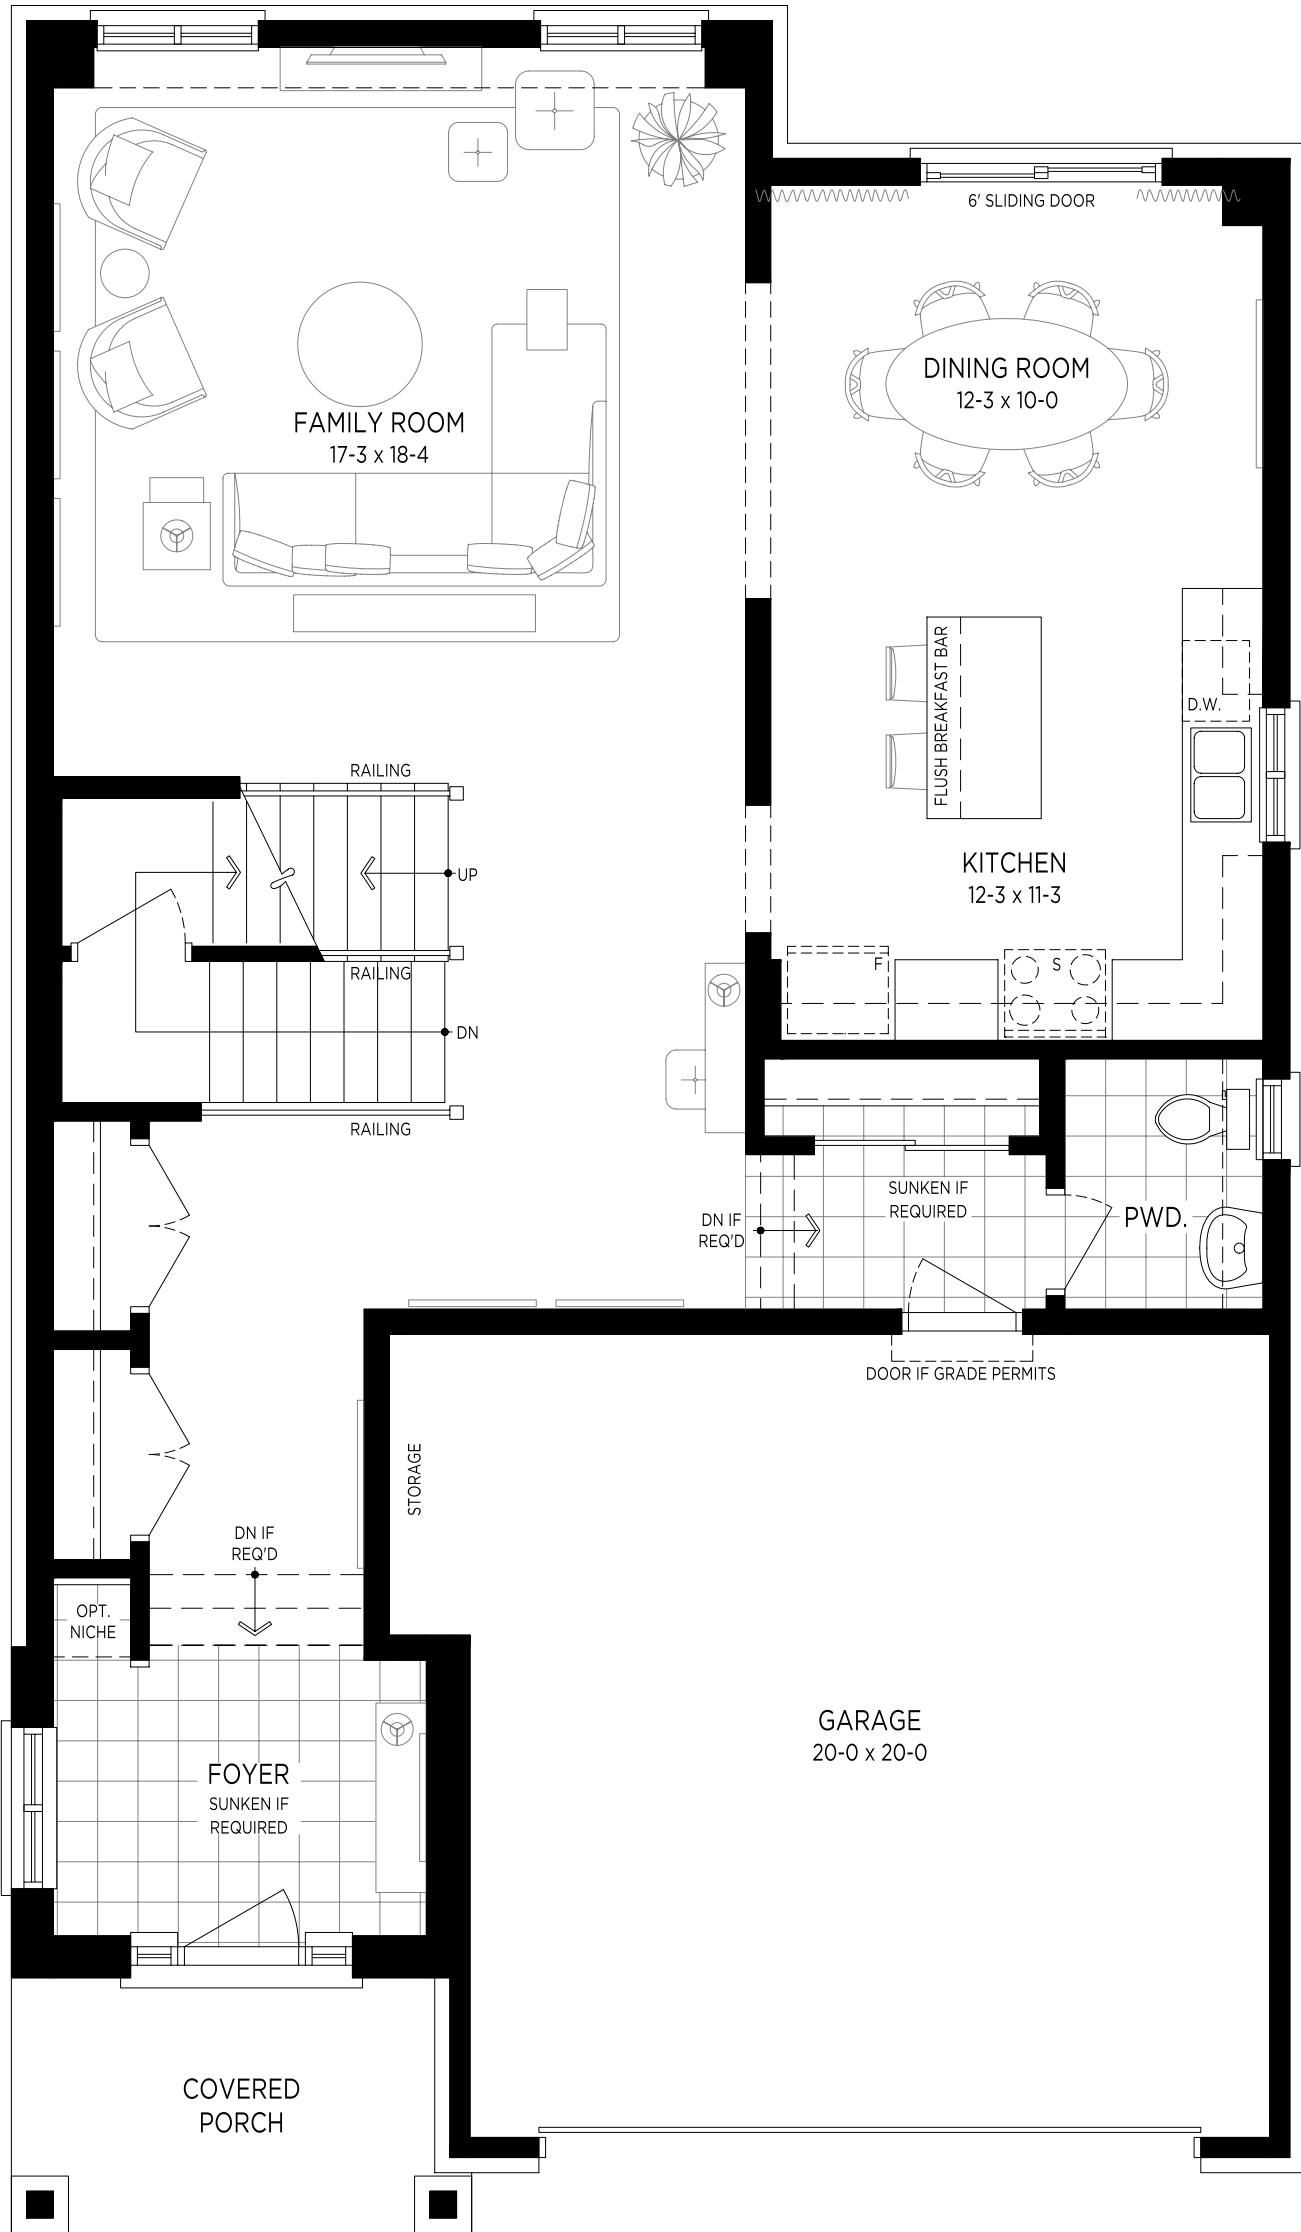 6' SLIDING DOOR
DINING ROOM
12-3 x 10-0
FAMILY ROOM
17-3 x 18-4
FLUSH BREAKFAST BAR
D.W.
RAILING
KITCHEN
12-3 x 11-3
UP
RAILING
F
S
DN
RAILING
SUNKEN IF
REQUIRED
DN IF
REQ'D
PWD.
DOOR IF GRADE PERMITS
STORAGE
DN IF
REQ'D
OPT.
NICHE
GARAGE
20-0 x 20-0
FOYER
SUNKEN IF
REQUIRED
COVERED
PORCH